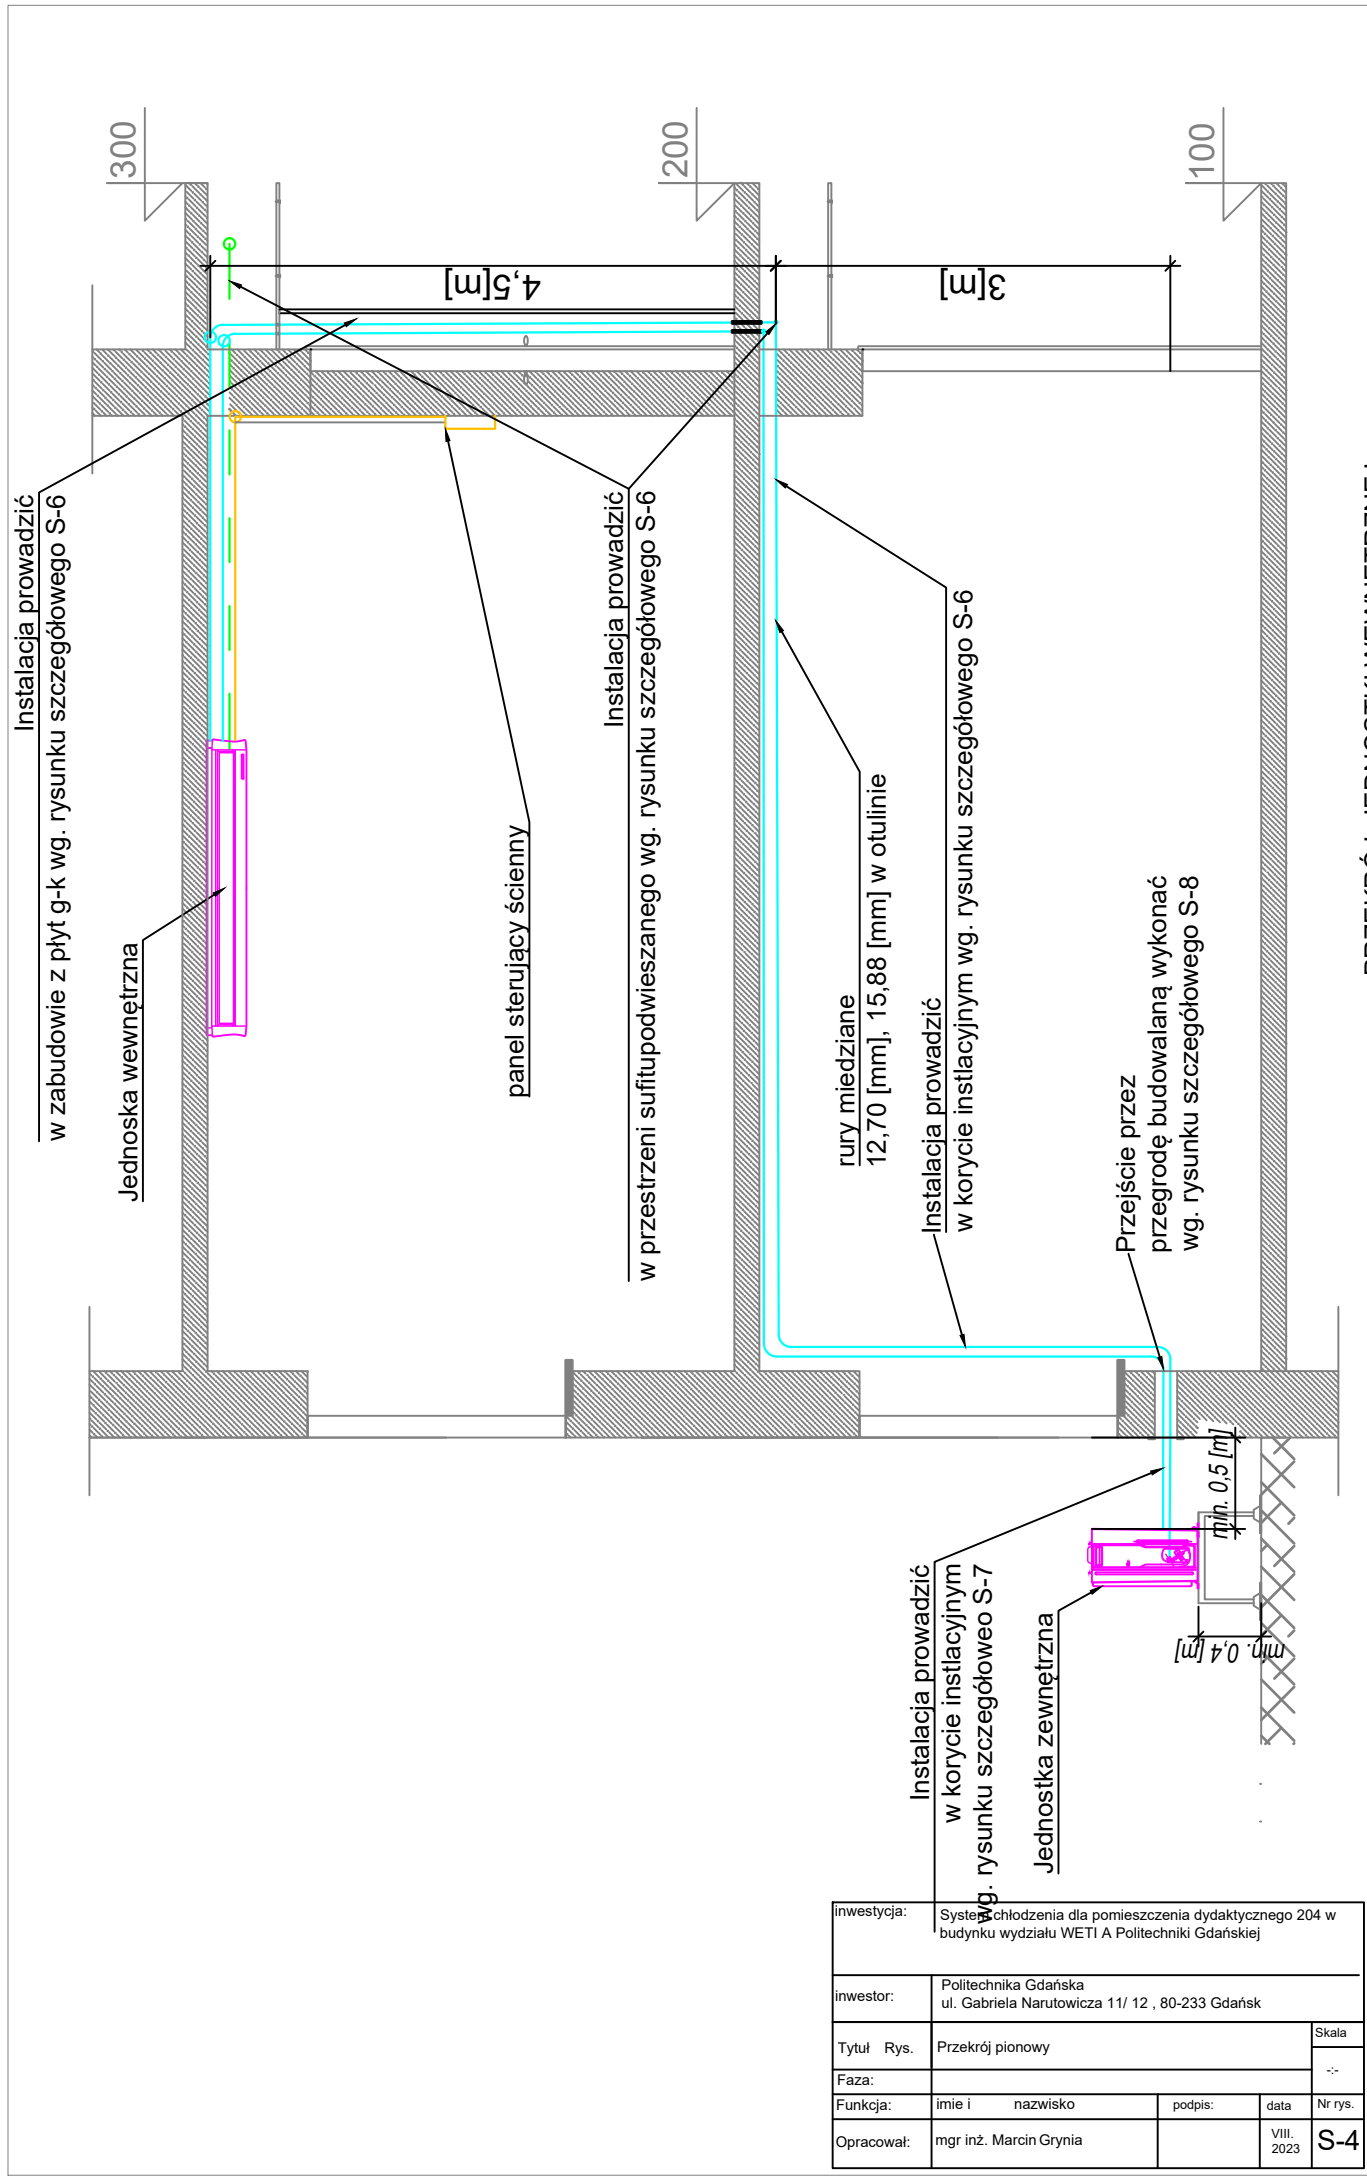 300
200
100
4,5[m]
3[m]
Instalacja prowadzić
w zabudowie z płyt g-k wg. rysunku szczegółowego S-6
Jednoska wewnętrzna
panel sterujący ścienny
Instalacja prowadzić
w przestrzeni sufitupodwieszanego wg. rysunku szczegółowego S-6
rury miedziane
12,70 [mm], 15,88 [mm] w otulinie
Instalacja prowadzić
w korycie instlacyjnym wg. rysunku szczegółowego S-6
Przejście przez
przegrodę budowalaną wykonać
wg. rysunku szczegółowego S-8
min. 0,5 [m]
min. 0,4 [m]
Instalacja prowadzić
w korycie instlacyjnym
wg. rysunku szczegółoweo S-7
Jednostka zewnętrzna
inwestycja:
System chłodzenia dla pomieszczenia dydaktycznego 204 w
budynku wydziału WETI A Politechniki Gdańskiej
inwestor:
Politechnika Gdańska
ul. Gabriela Narutowicza 11/ 12 , 80-233 Gdańsk
Tytuł Rys.
Przekrój pionowy
Skala
-:-
Faza:
Funkcja:
imie i nazwisko
podpis:
data
Nr rys.
Opracował:
mgr inż. Marcin Grynia
VIII.
2023
S-4